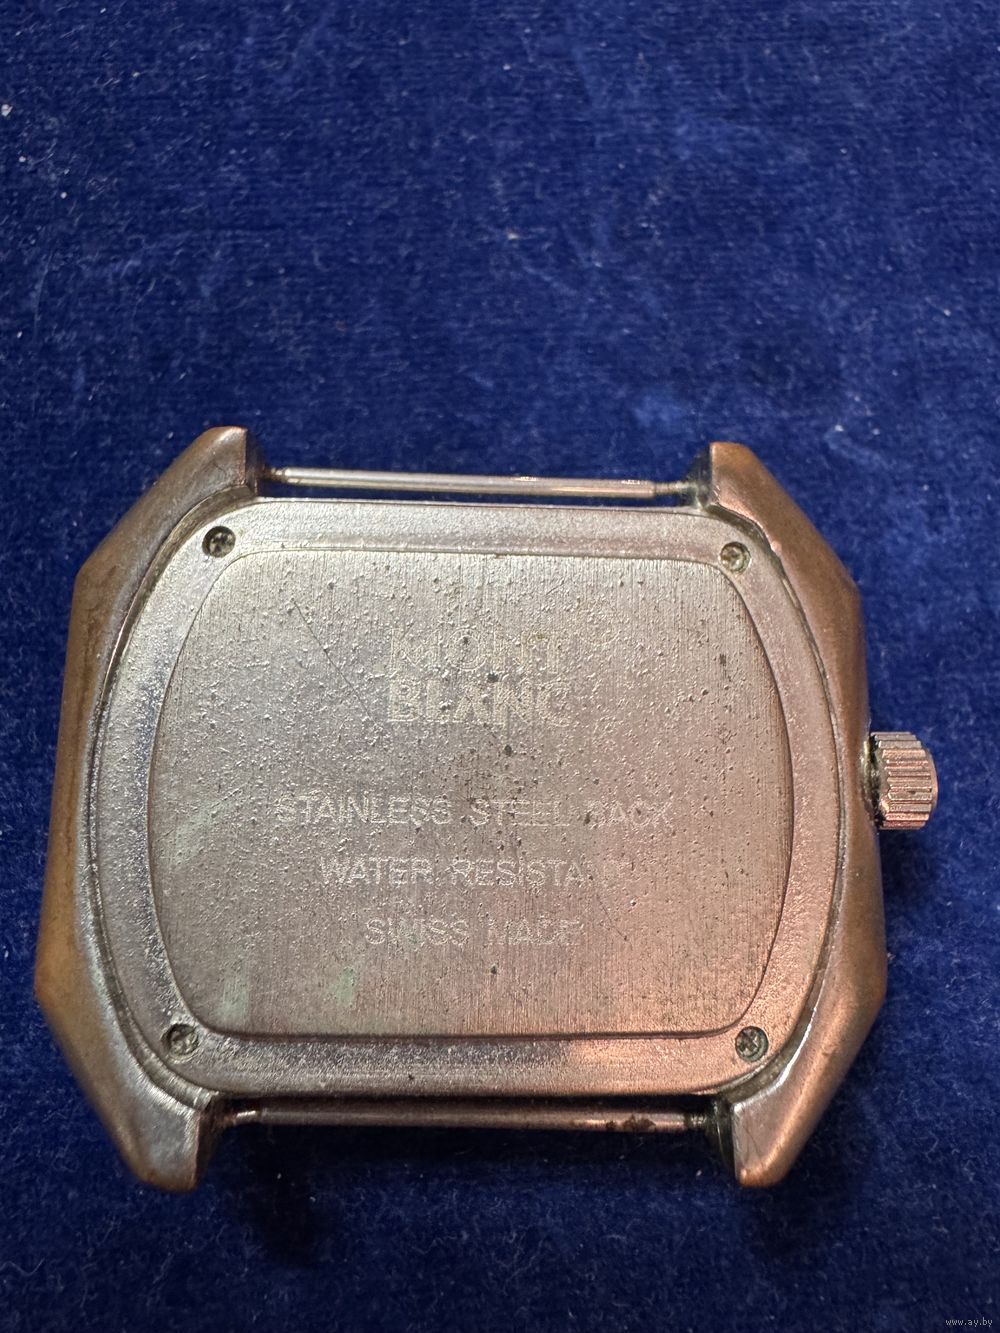 MONT
BLANC
STAINLESS STEEL BACK
WATER RESISTANT
SWISS MADE
www.ay.by